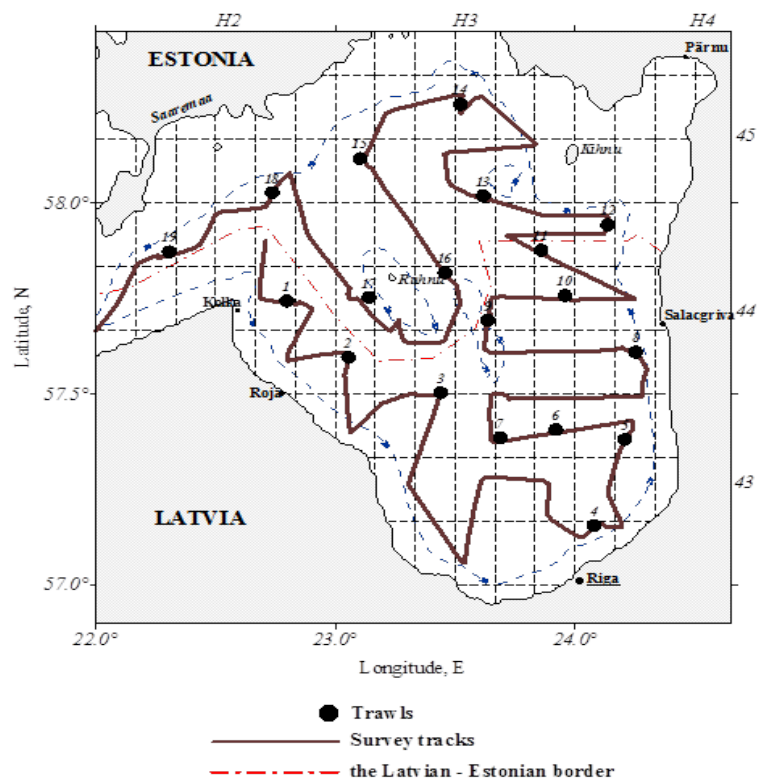 H2 H3 H4
Pärnu
ESTONIA
Saaremaa
14
45
Kihnu
15
18
13
58.0°
12
19
11
16
Ruhnu
17
10
1
Kolka
44
9
Salacgriva
Latitude, N
2
8
3
57.5°
Roja
6
7
5
43
LATVIA
4
57.0°
Riga
22.0° 23.0° 24.0°
Longitude, E
Trawls
Survey tracks
the Latvian - Estonian border